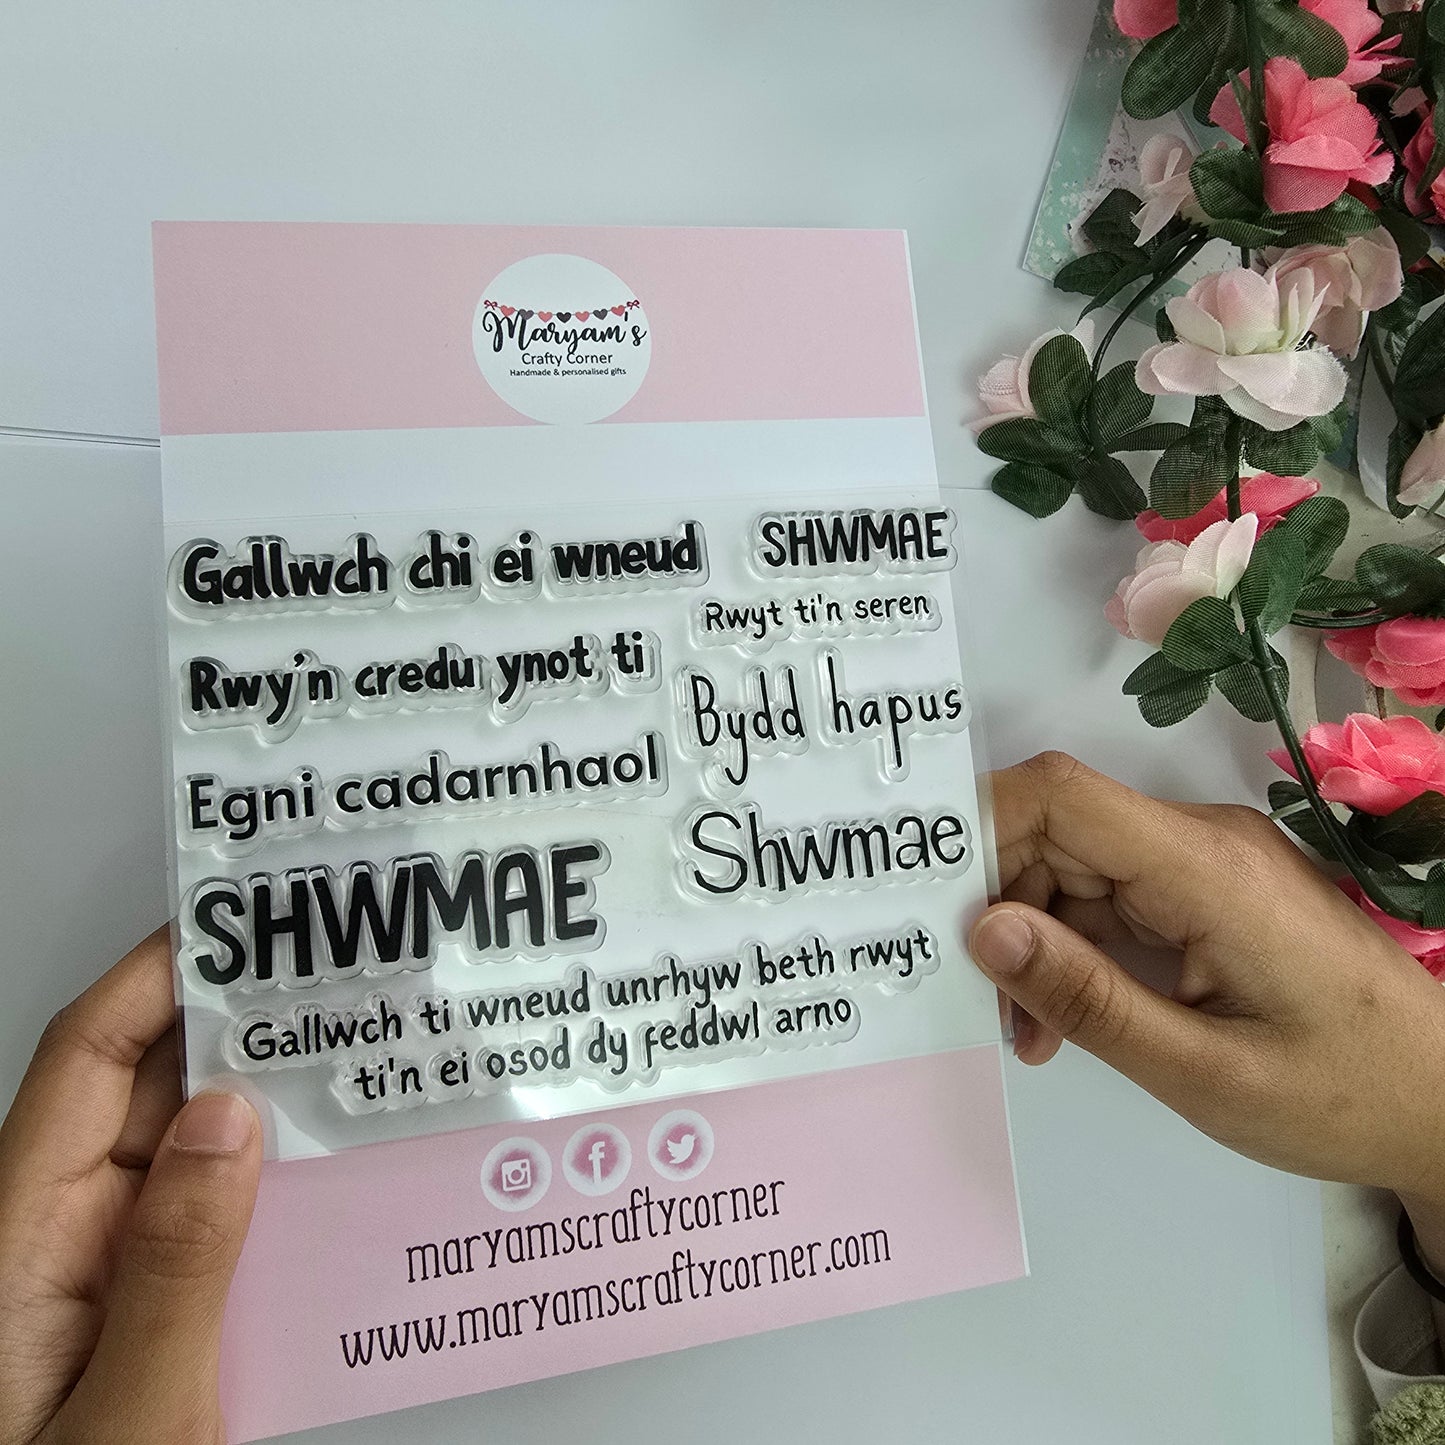 Maryam's
Crafty Corner
Handmade & personalised gifts
Gallwch chi ei wneud
SHWMAE
Rwyt ti'n seren
Rwy'n credu ynot ti
Bydd hapus
Egni cadarnhaol
Shwmae
SHWMAE
Gallwch ti wneud unrhyw beth rwyt
ti'n ei osod dy feddwl arno
maryamscraftycorner
www.maryamscraftycorner.com